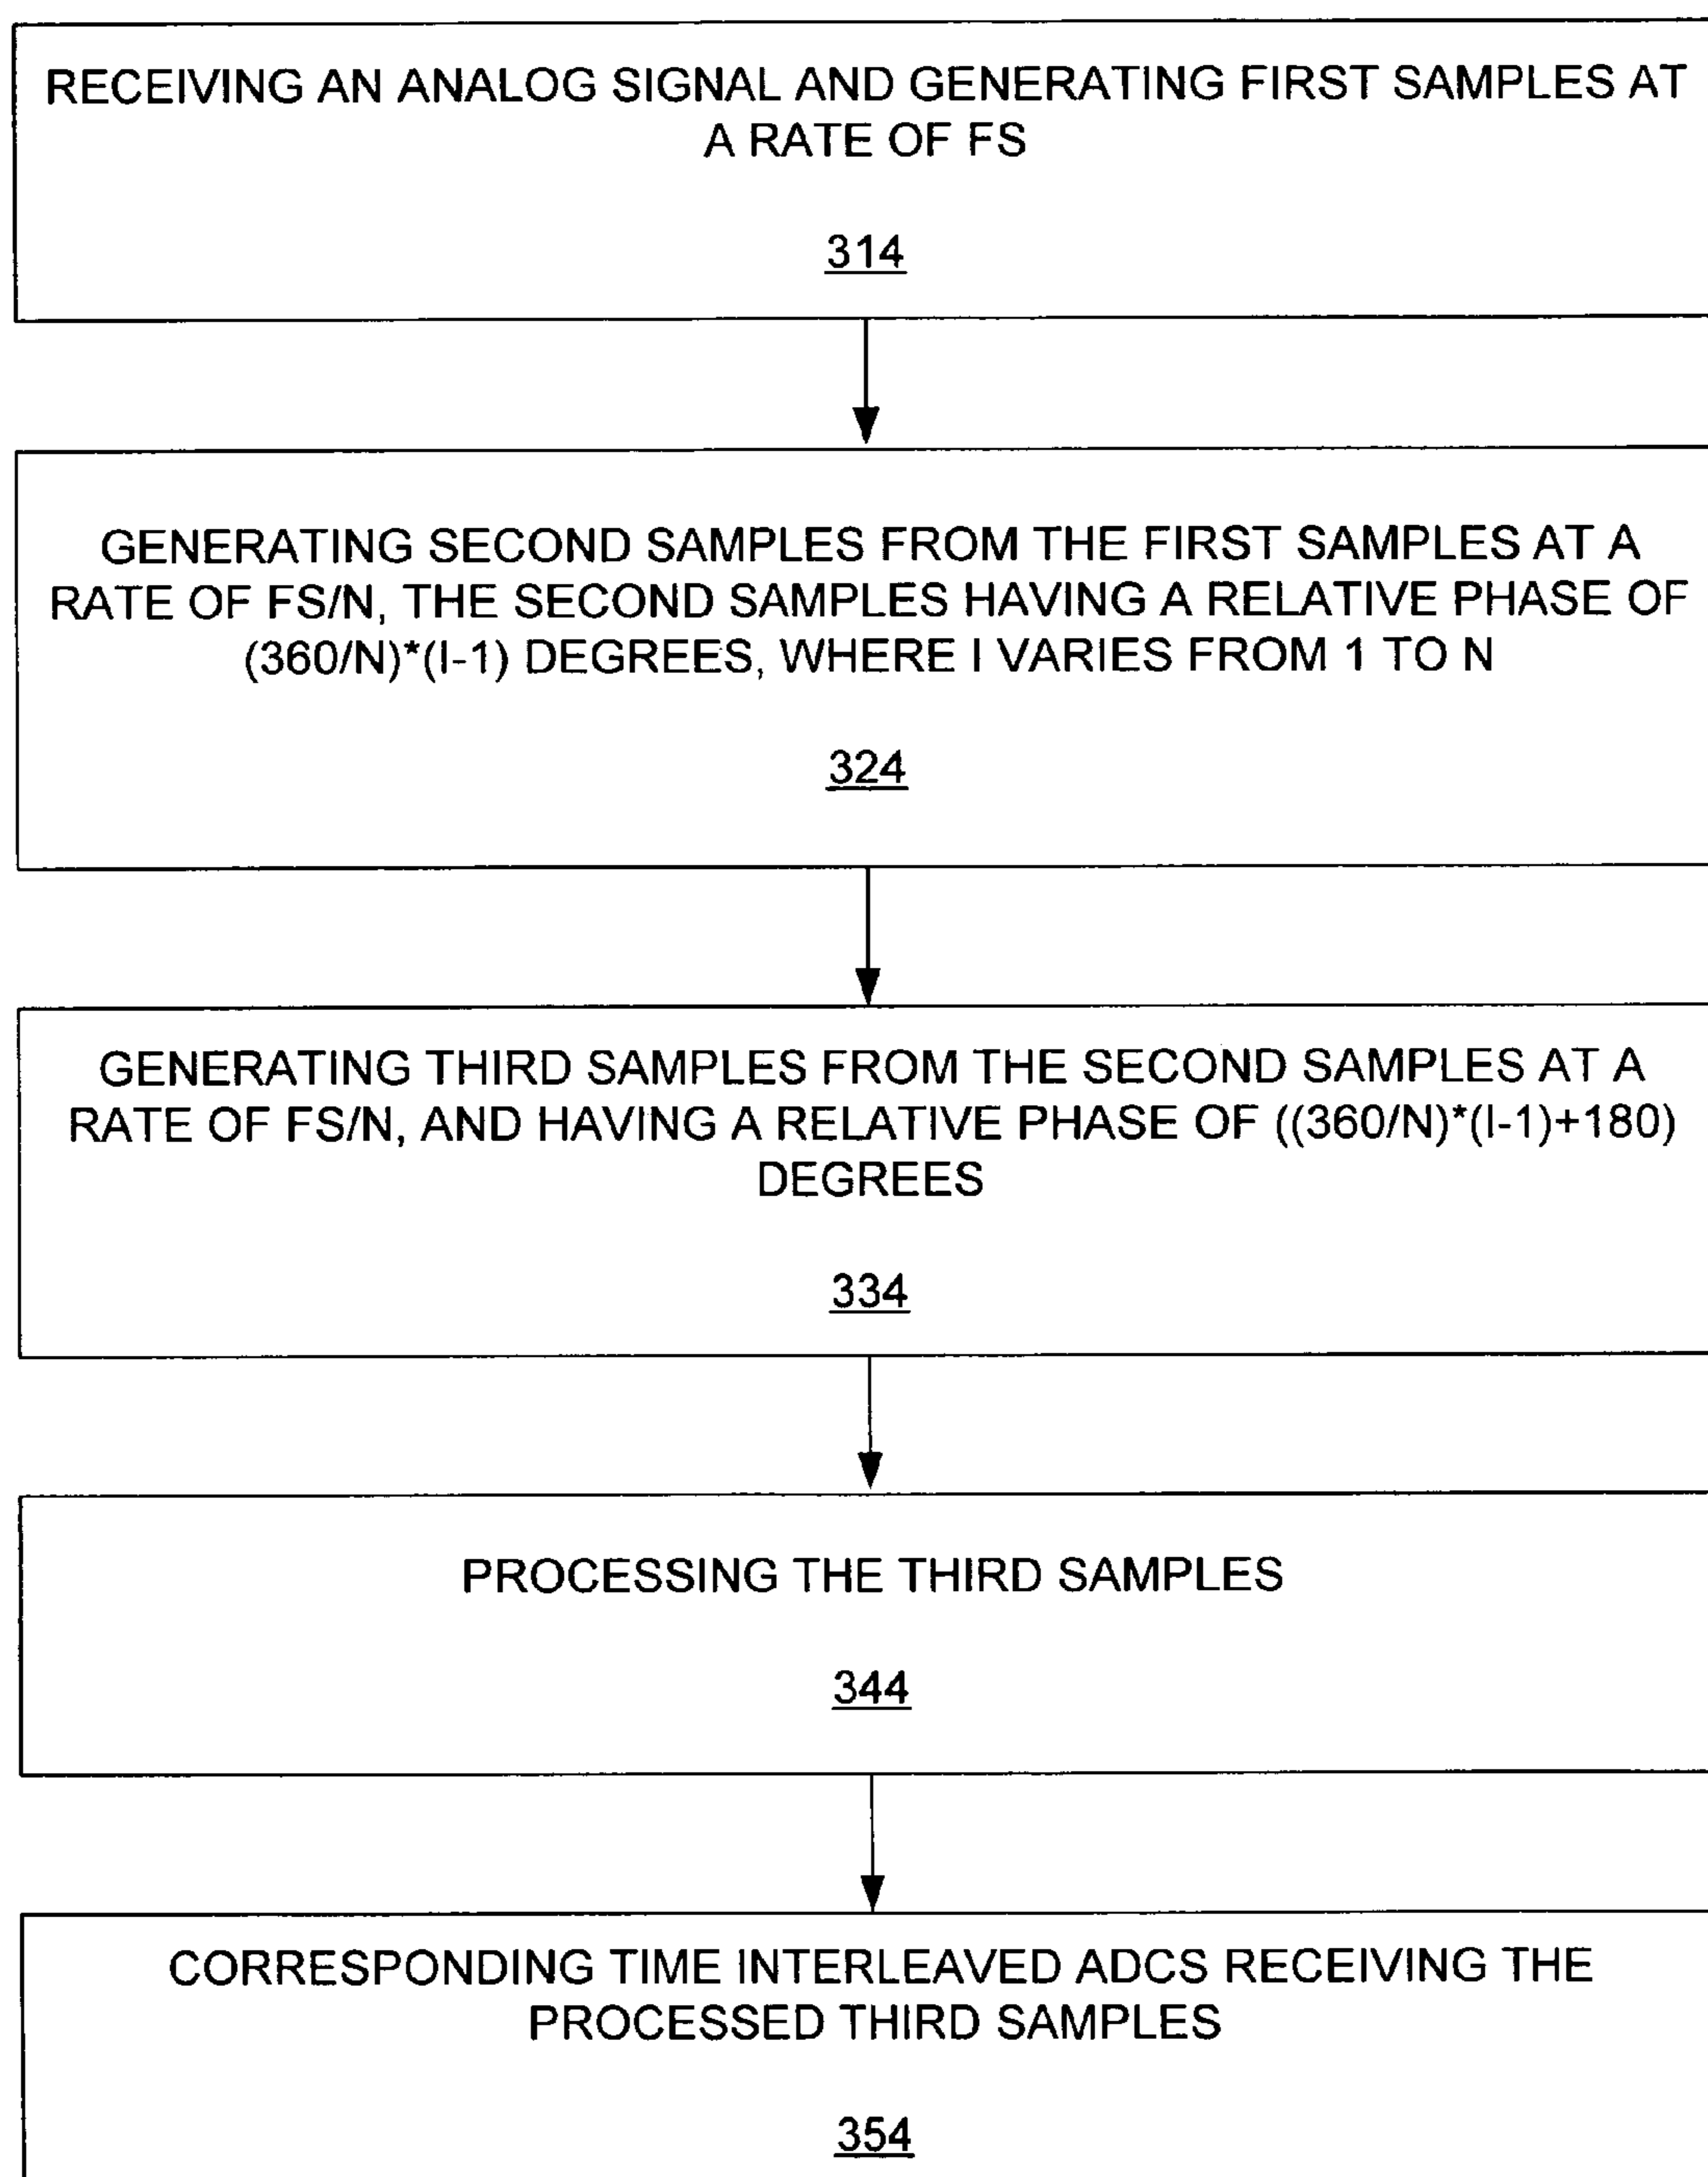 RECEIVING AN ANALOG SIGNAL AND GENERATING FIRST SAMPLES AT
A RATE OF FS
314
GENERATING SECOND SAMPLES FROM THE FIRST SAMPLES AT A
RATE OF FS/N, THE SECOND SAMPLES HAVING A RELATIVE PHASE OF
(360/N)*(I-1) DEGREES, WHERE I VARIES FROM 1 TO N
324
GENERATING THIRD SAMPLES FROM THE SECOND SAMPLES AT A
RATE OF FS/N, AND HAVING A RELATIVE PHASE OF ((360/N)*(I-1)+180)
DEGREES
334
PROCESSING THE THIRD SAMPLES
344
CORRESPONDING TIME INTERLEAVED ADCS RECEIVING THE
PROCESSED THIRD SAMPLES
354